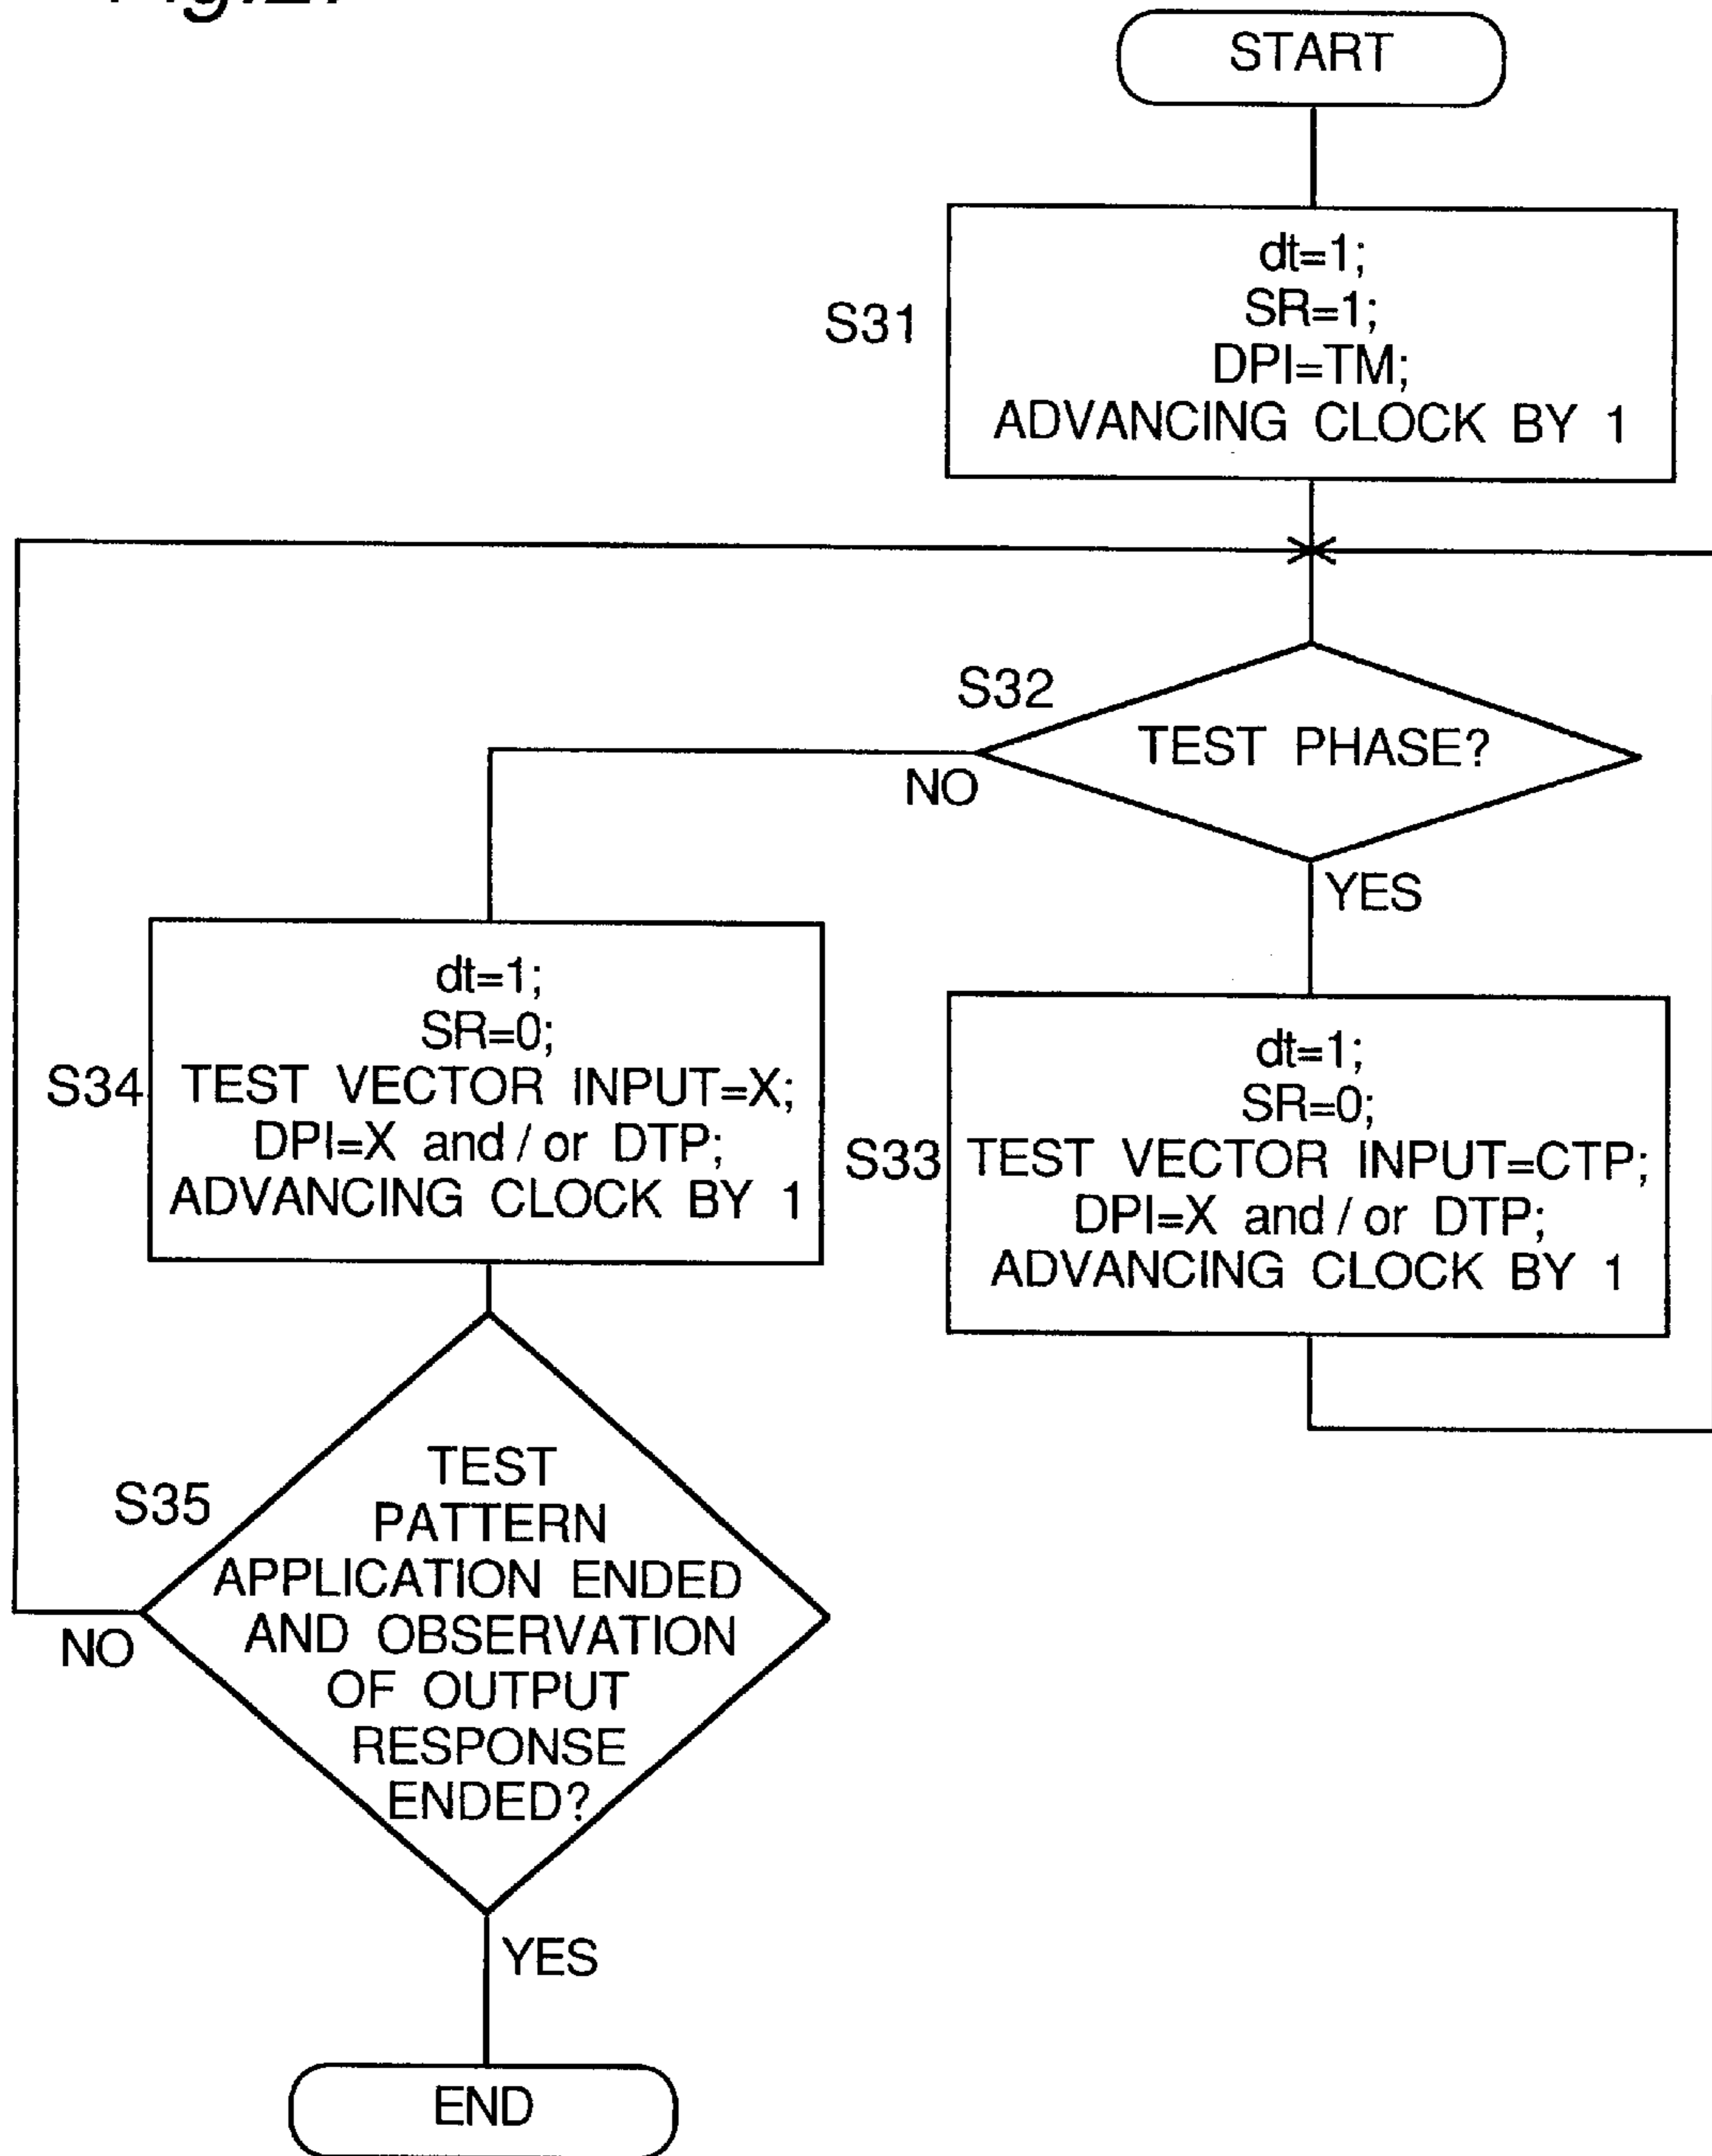 START
S31
dt=1;
SR=1;
DPI=TM;
ADVANCING CLOCK BY 1
S32
TEST PHASE?
NO
YES
S34
dt=1;
SR=0;
TEST VECTOR INPUT=X;
DPI=X and / or DTP;
ADVANCING CLOCK BY 1
S33
dt=1;
SR=0;
TEST VECTOR INPUT=CTP;
DPI=X and / or DTP;
ADVANCING CLOCK BY 1
S35
TEST
PATTERN
APPLICATION ENDED
AND OBSERVATION
OF OUTPUT
RESPONSE
ENDED?
NO
YES
END